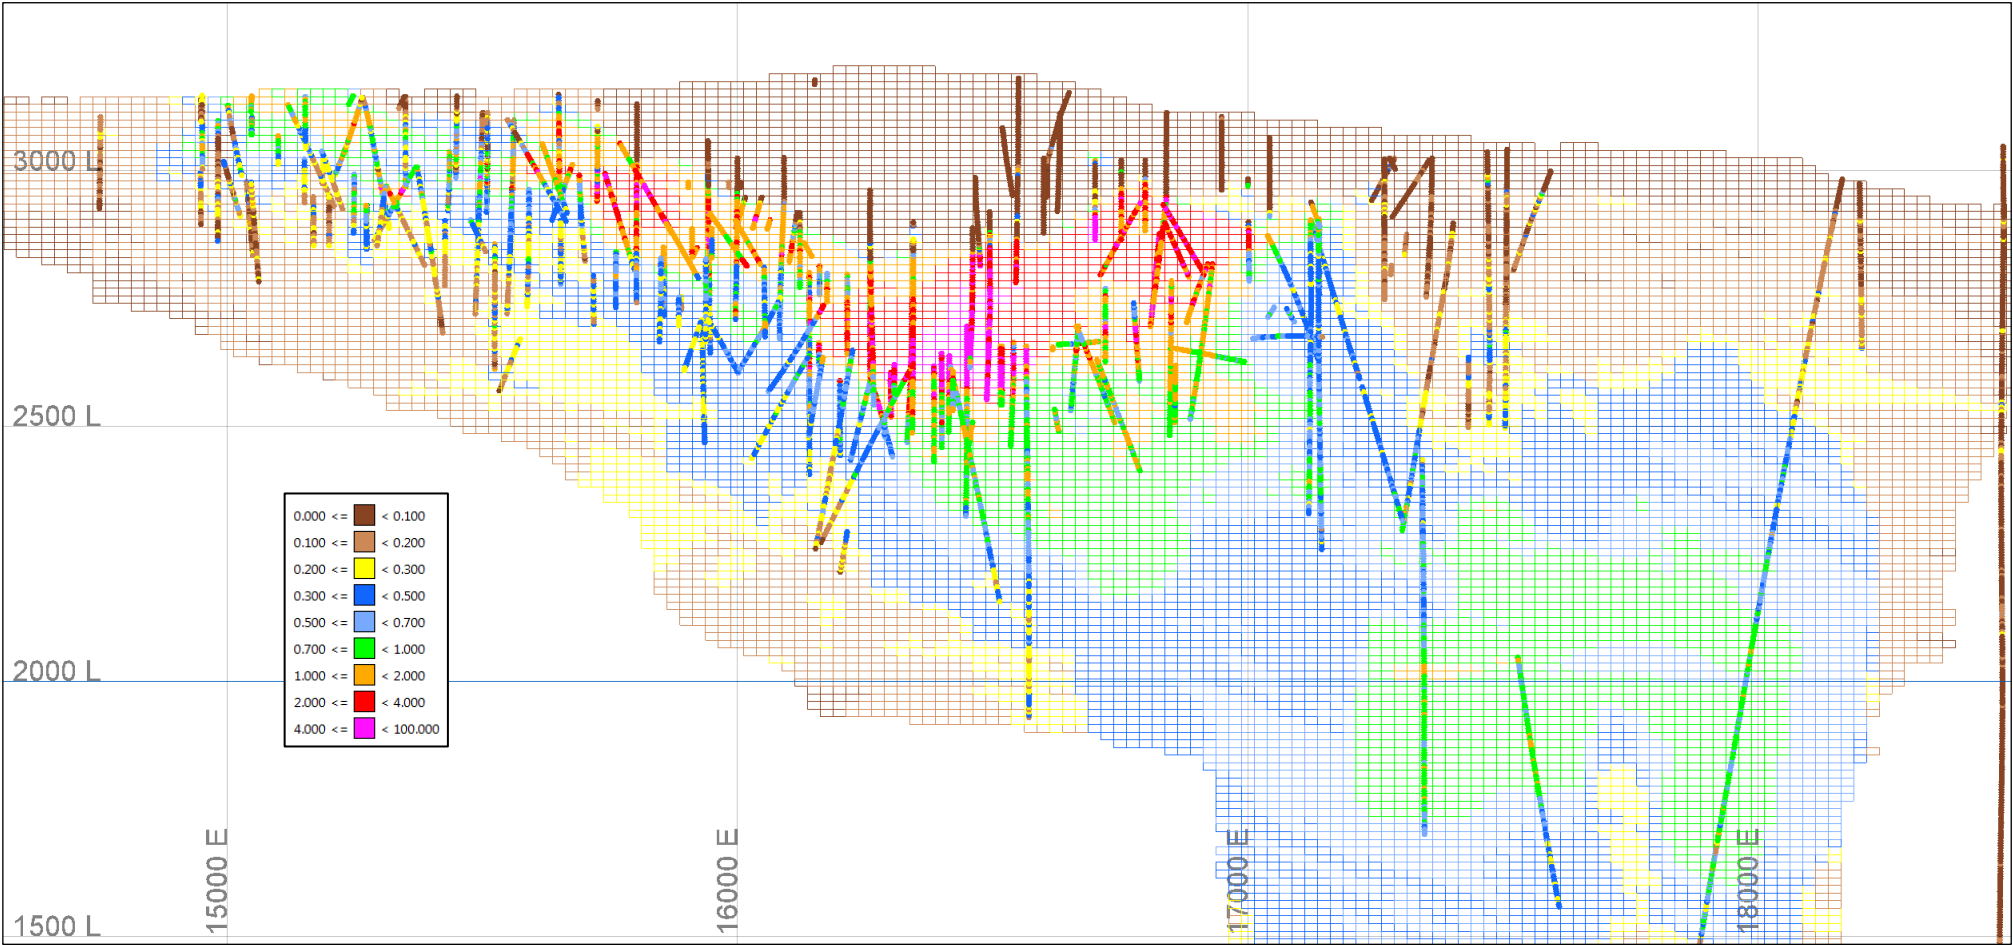 3000 L
2500 L
0.000 <= < 0.100
0.100 <= < 0.200
0.200 <= < 0.300
0.300 <= < 0.500
0.500 <= < 0.700
0.700 <= < 1.000
1.000 <= < 2.000
2.000 <= < 4.000
4.000 <= < 100.000
2000 L
15000 E
16000 E
17000 E
18000 E
1500 L